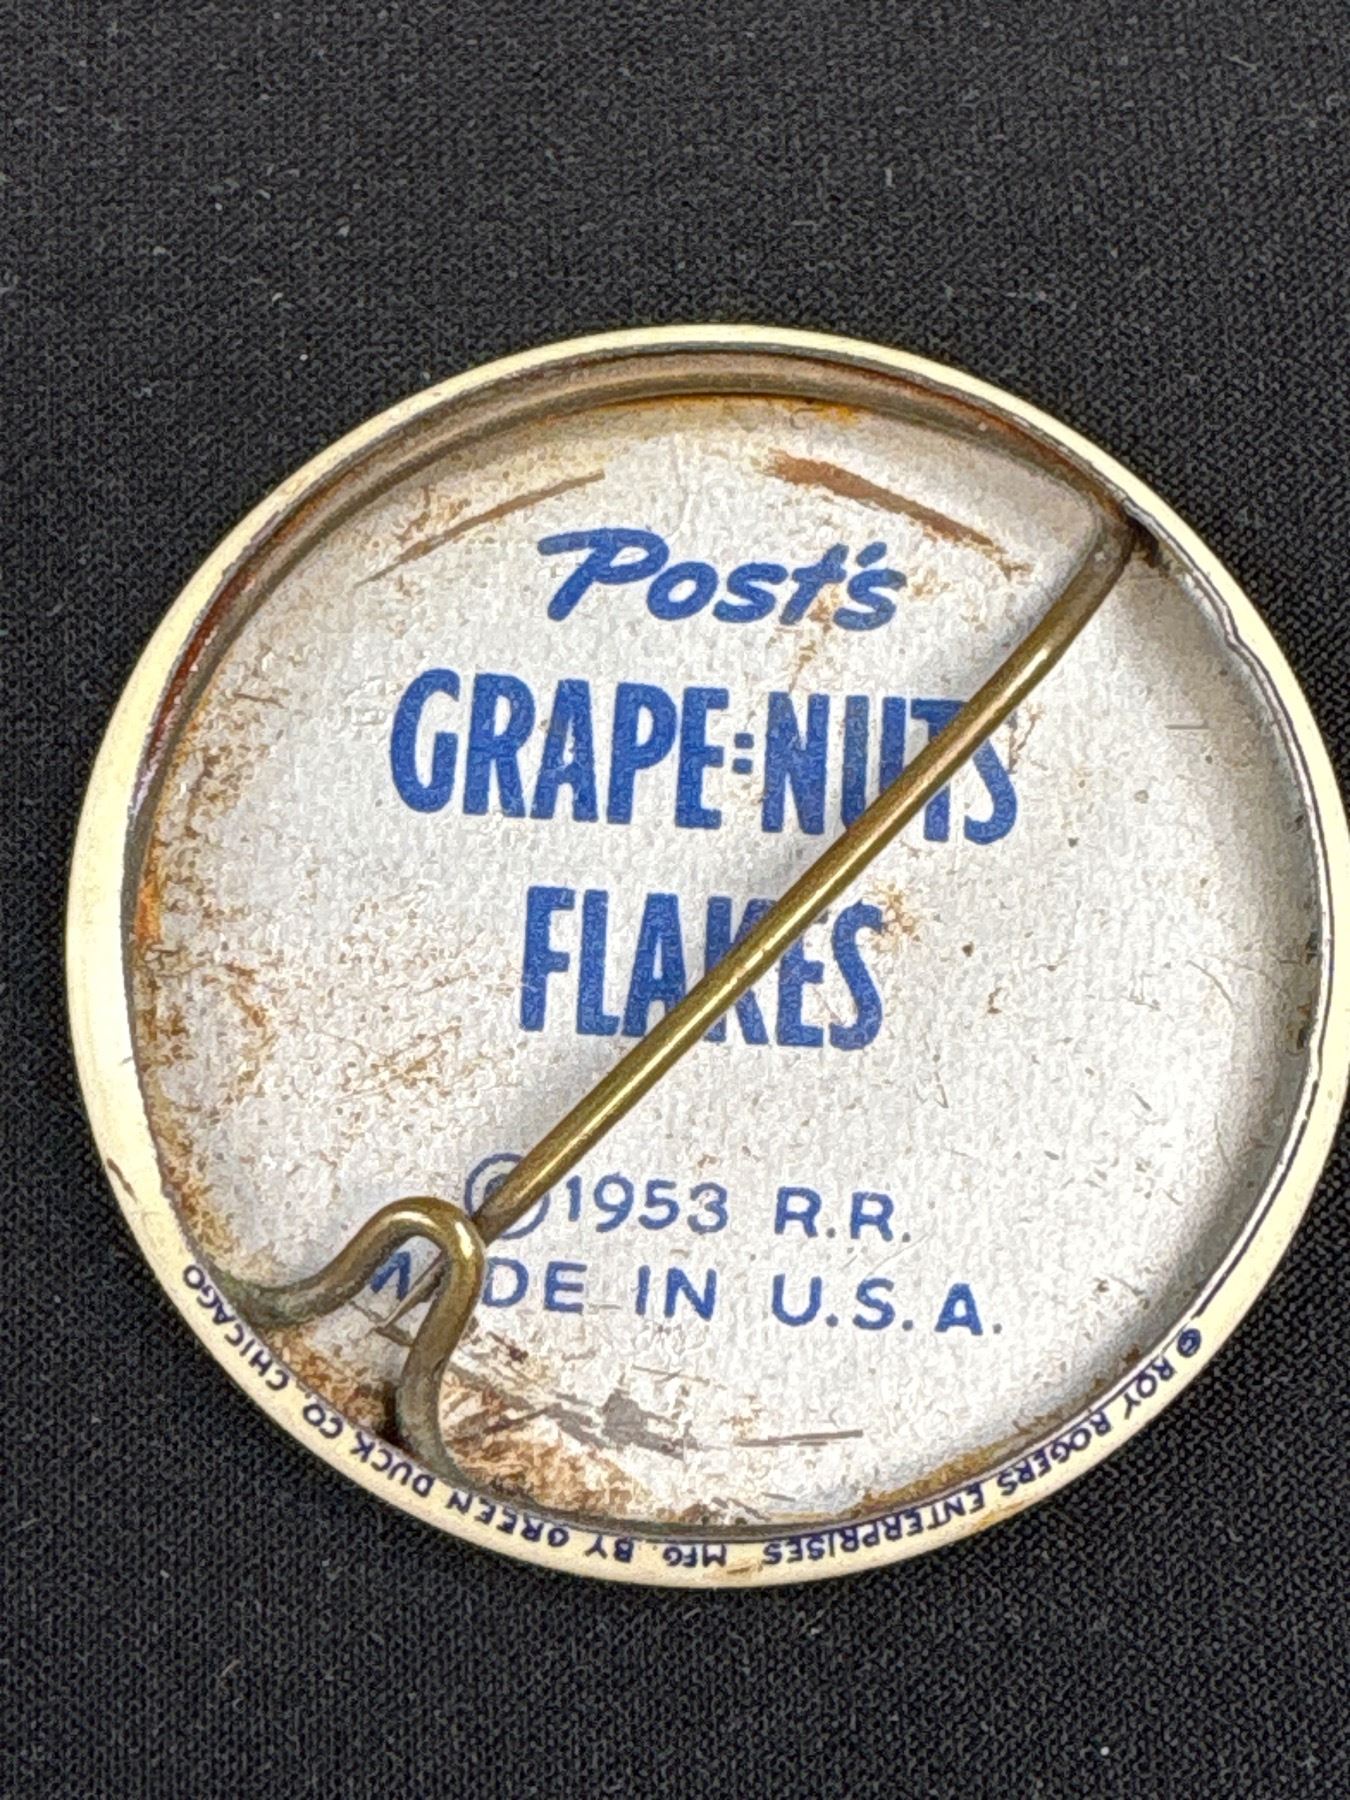 Post's
GRAPE=NUTS
FLAKES
©1953 R.R.
MADE IN U.S.A.
© ROY ROGERS ENTERPRISES MFG. BY GREEN DUCK CO. CHICAGO